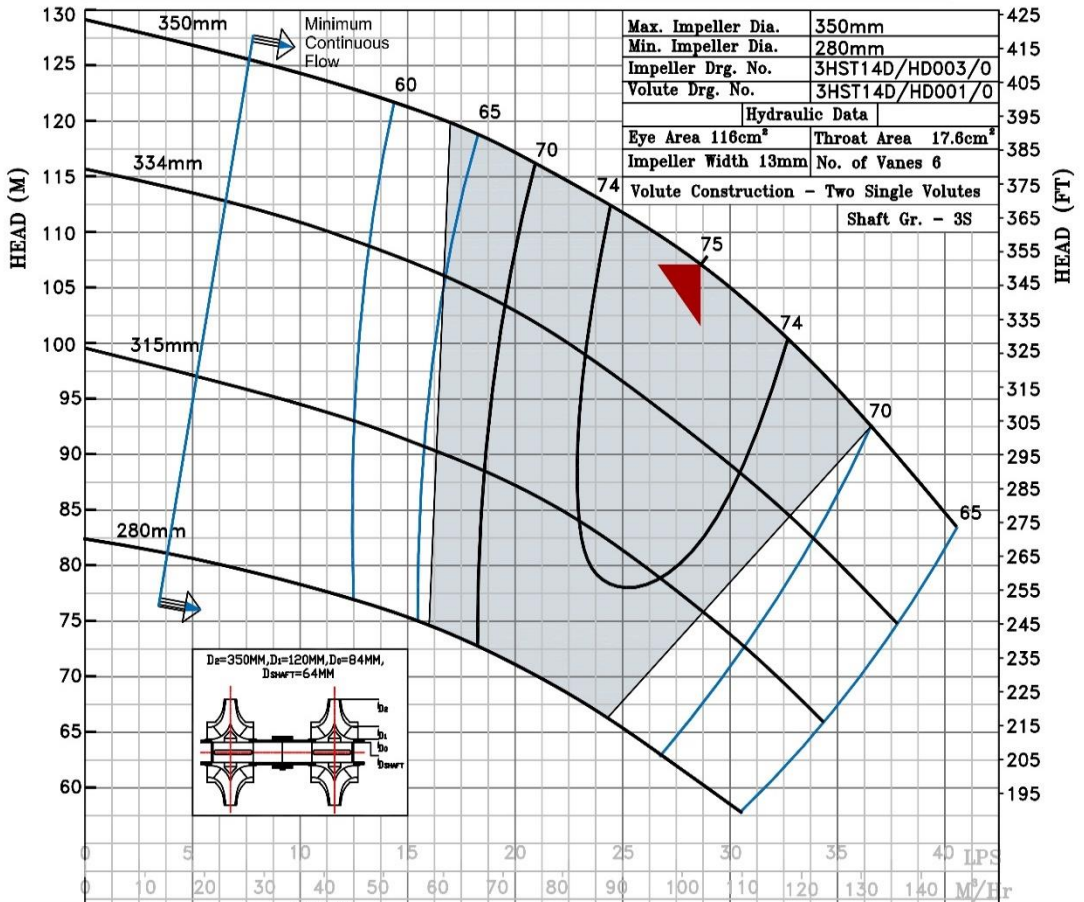 350mm
Minimum
Continuous
Flow
Max. Impeller Dia. 350mm
Min. Impeller Dia. 280mm
Impeller Drg. No. 3HST14D/HD003/0
Volute Drg. No. 3HST14D/HD001/0
Hydraulic Data
Eye Area 116cm² Throat Area 17.6cm²
Impeller Width 13mm No. of Vanes 6
Volute Construction - Two Single Volutes
Shaft Gr. - 3S
HEAD (M)
130
125
120
115
110
105
100
95
90
85
80
75
70
65
60
334mm
315mm
280mm
60
65
70
74
75
74
70
65
HEAD (FT)
425
415
405
395
385
375
365
355
345
335
325
315
305
295
285
275
265
255
245
235
225
215
205
195
D2=350MM,D1=120MM,D0=84MM,
DSHAFT=64MM
D2
D1
D0
DSHAFT
0 5 10 15 20 25 30 35 40 LPS
0 10 20 30 40 50 60 70 80 90 100 110 120 130 140 M³/Hr